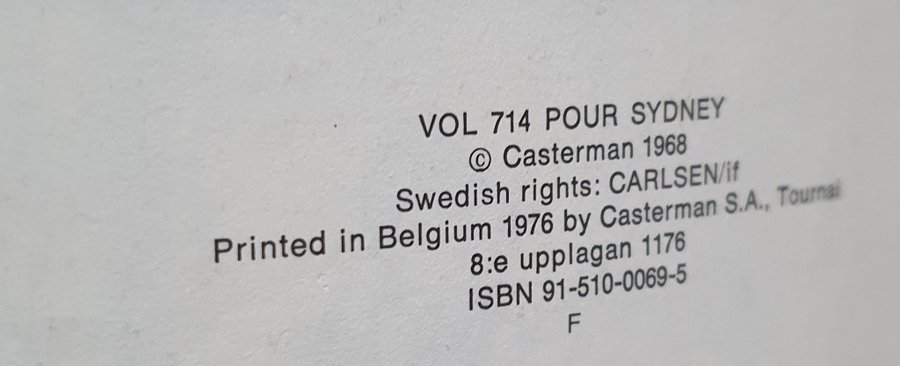 VOL 714 POUR SYDNEY
© Casterman 1968
Swedish rights: CARLSEN/if
Printed in Belgium 1976 by Casterman S.A., Tournai
8:e upplagan 1176
ISBN 91-510-0069-5
F